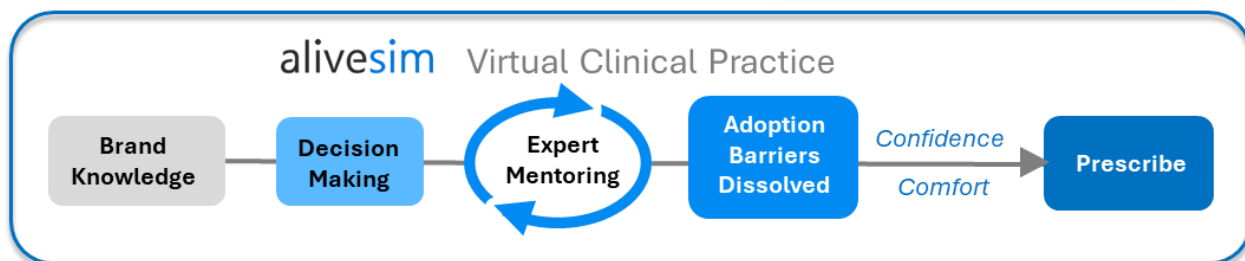 alivesim Virtual Clinical Practice
Brand
Knowledge
Decision
Making
Expert
Mentoring
Adoption
Barriers
Dissolved
Confidence
Comfort
Prescribe